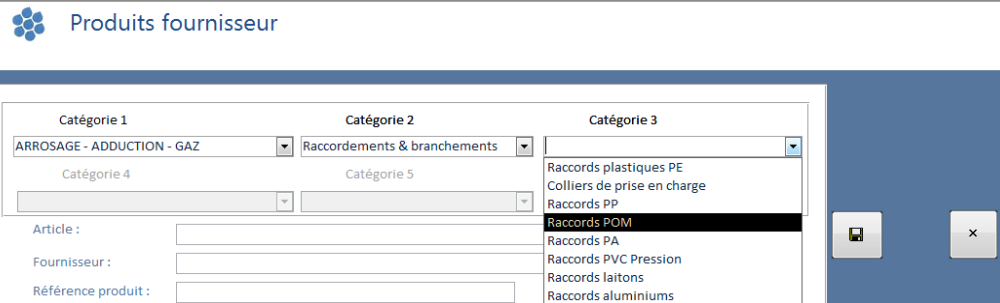 Produits fournisseur
Catégorie 1 Catégorie 2 Catégorie 3
ARROSAGE - ADDUCTION - GAZ Raccordements & branchements
Catégorie 4 Catégorie 5
Raccords plastiques PE
Colliers de prise en charge
Raccords PP
Raccords POM
Raccords PA
Raccords PVC Pression
Raccords laitons
Raccords aluminiums
Article :
Fournisseur :
Référence produit :